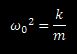 ω₀² = k/m